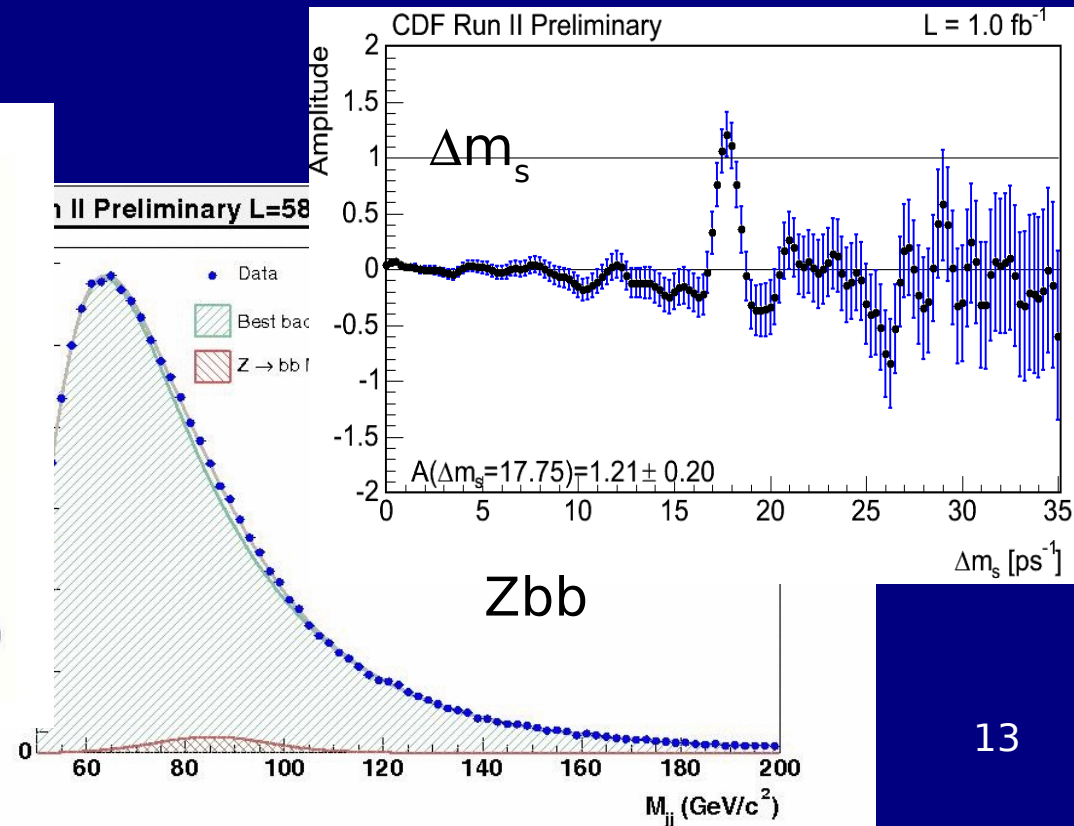 CDF Run II Preliminary L = 1.0 fb-1
Amplitude
2
1.5
1
0.5
0
-0.5
-1
-1.5
-2
Δms
A(Δms=17.75)=1.21± 0.20
0 5 10 15 20 25 30 35
Δms [ps-1]
II Preliminary L=58
Data
Best bac
Z → bb
Zbb
0
60 80 100 120 140 160 180 200
Mjj (GeV/c2)
13